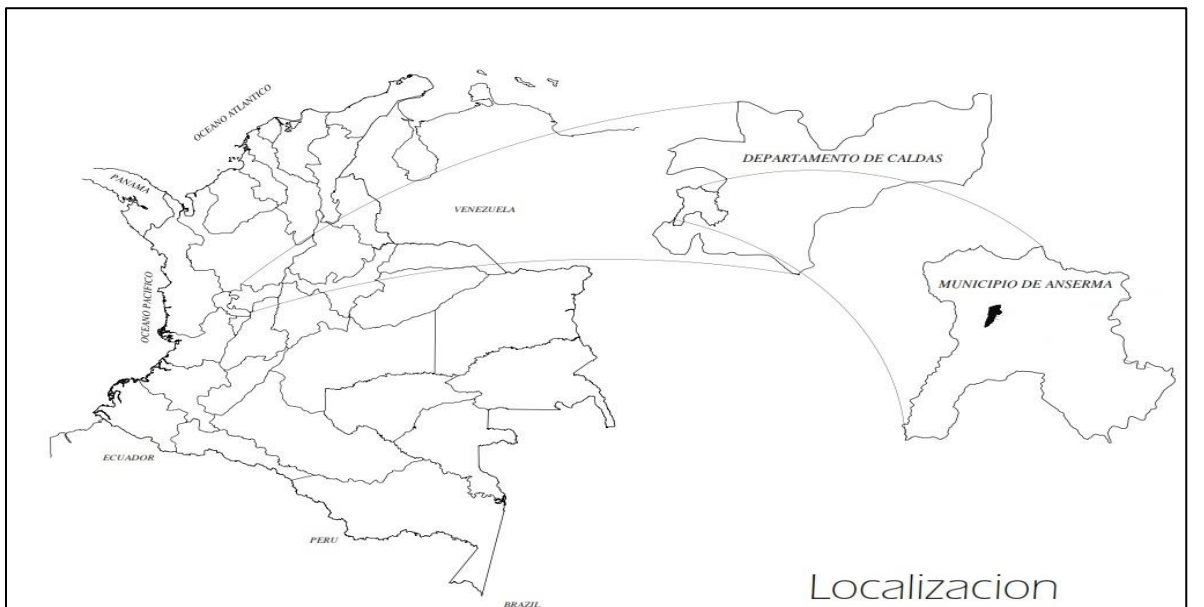 OCEANO ATLANTICO
PANAMA
DEPARTAMENTO DE CALDAS
VENEZUELA
OCEANO PACIFICO
MUNICIPIO DE ANSERMA
ECUADOR
PERU
BRAZIL
Localizacion